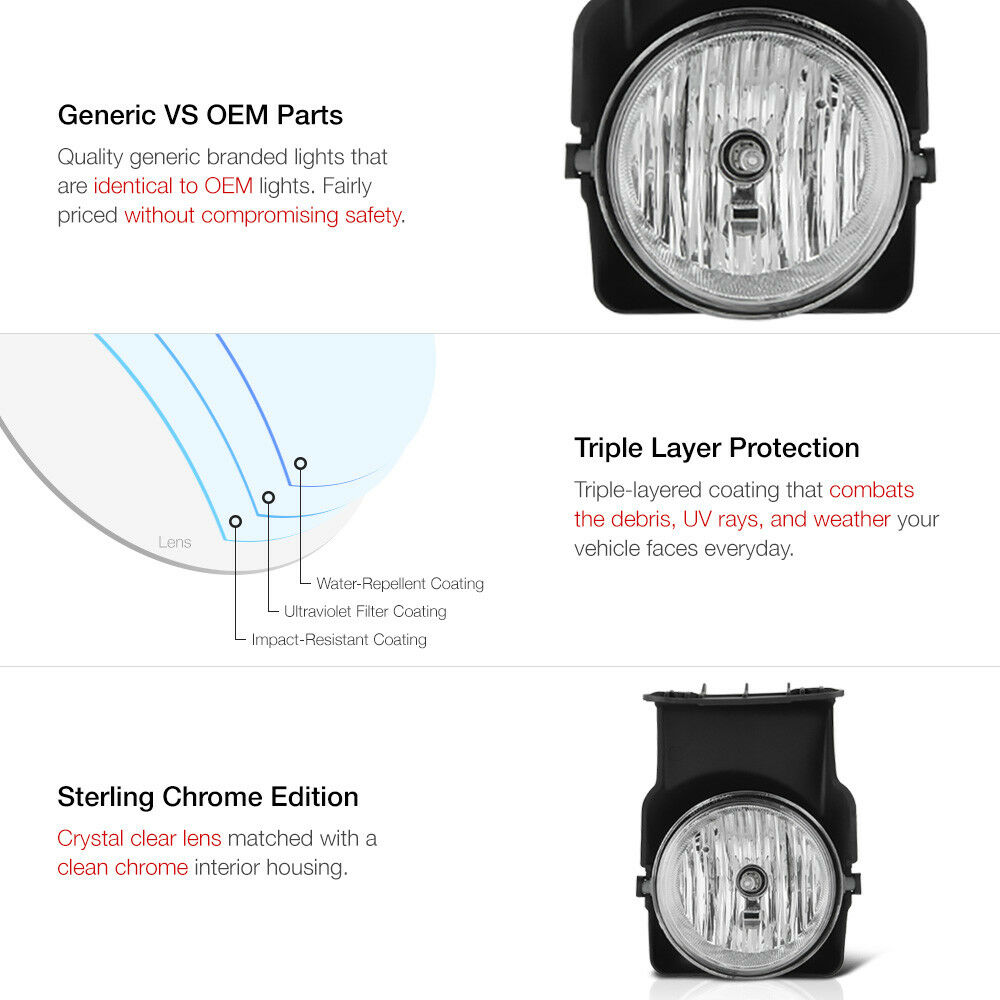 Generic VS OEM Parts
Quality generic branded lights that
are identical to OEM lights. Fairly
priced without compromising safety.
Triple Layer Protection
Triple-layered coating that combats
the debris, UV rays, and weather your
vehicle faces everyday.
Lens
Water-Repellent Coating
Ultraviolet Filter Coating
Impact-Resistant Coating
Sterling Chrome Edition
Crystal clear lens matched with a
clean chrome interior housing.